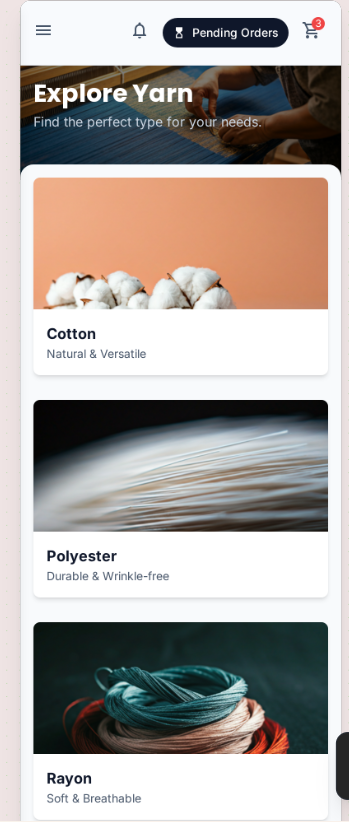 Pending Orders
3
Explore Yarn
Find the perfect type for your needs.
Cotton
Natural & Versatile
Polyester
Durable & Wrinkle-free
Rayon
Soft & Breathable